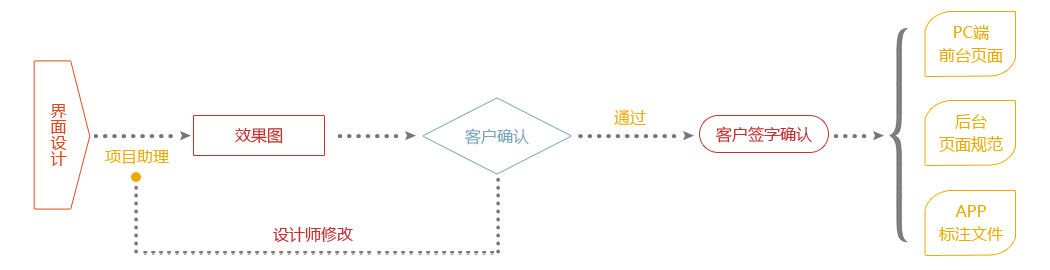 界面设计
项目助理
效果图
客户确认
设计师修改
通过
客户签字确认
PC端
前台页面
后台
页面规范
APP
标注文件